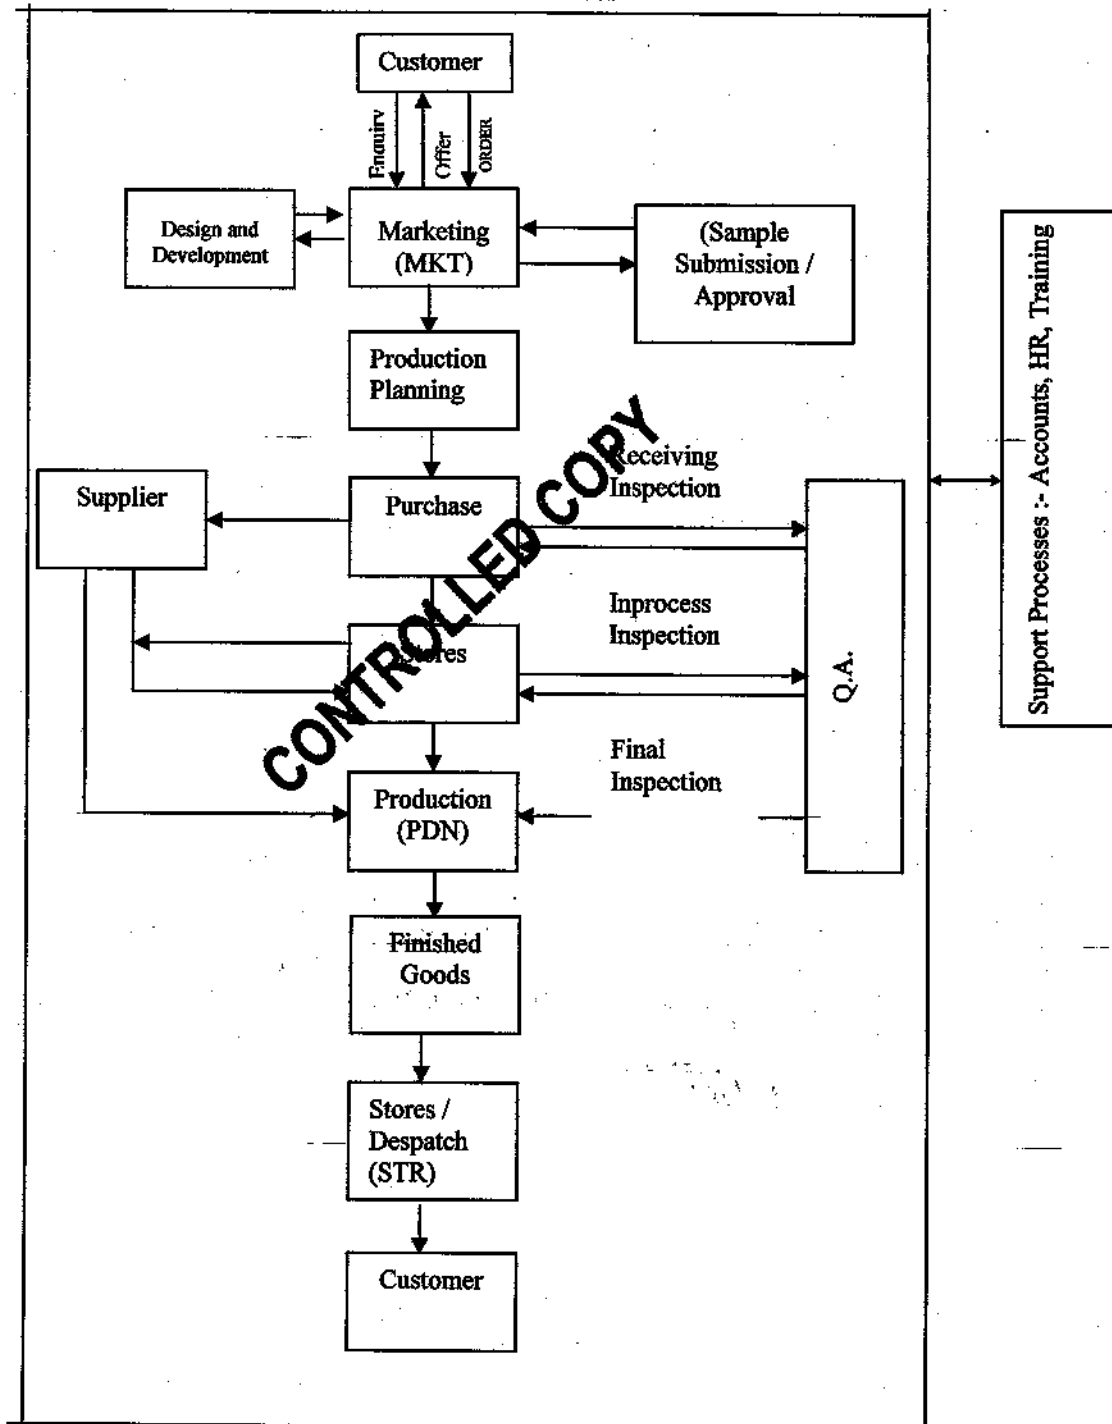 Customer
Enquiry
Offer
ORDER
Design and
Development
Marketing
(MKT)
(Sample
Submission /
Approval
Production
Planning
Supplier
Purchase
Receiving
Inspection
Stores
Inprocess
Inspection
Q.A.
Final
Inspection
Production
(PDN)
Finished
Goods
Stores /
Despatch
(STR)
Customer
Support Processes :- Accounts, HR, Training
CONTROLLED COPY